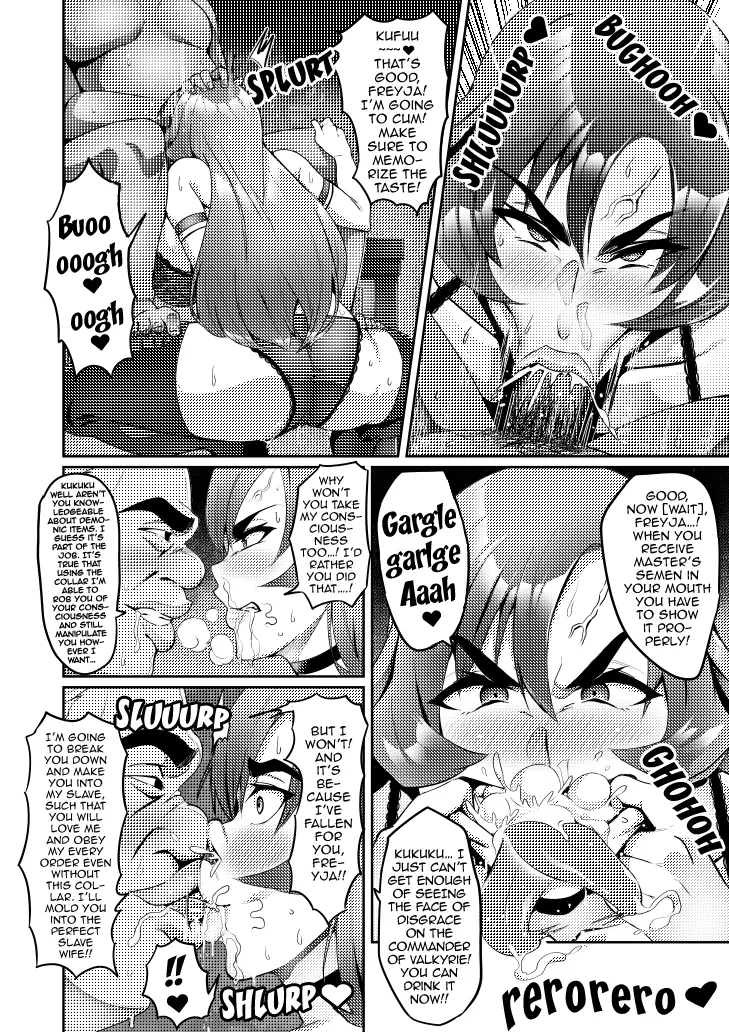 BUGHOOH♥
SHLUUUURP♥
KUFUU
~~~♥
THAT'S
GOOD,
FREYJA!
I'M GOING
TO CUM!
MAKE
SURE TO
MEMO-
RIZE THE
TASTE!
SPLURT
Buoo
ooogh
♥
oogh
♥
GOOD,
NOW [WAIT],
FREYJA...!
WHEN YOU
RECEIVE
MASTER'S
SEMEN IN
YOUR MOUTH
YOU HAVE
TO SHOW
IT PRO-
PERLY!
Gargle
garlge
Aaah
♥
GHOHOH
KUKUKU... I
JUST CAN'T
GET ENOUGH
OF SEEING
THE FACE OF
DISGRACE
ON THE
COMMANDER
OF VALKYRIE!
YOU CAN
DRINK IT
NOW!!
rerorero♥
WHY
WON'T
YOU TAKE
MY CONS-
CIOUS-
NESS
TOO...! I'D
RATHER
YOU DID
THAT....!
KUKUKU
WELL AREN'T
YOU KNOW-
LEDGEABLE
ABOUT DEMO-
NIC ITEMS. I
GUESS IT'S
PART OF THE
JOB. IT'S
TRUE THAT
USING THE
COLLAR I'M
ABLE TO
ROB YOU OF
YOUR CONS-
CIOUSNESS
AND STILL
MANIPULATE
YOU HOW-
EVER I
WANT...
SLUUURP
BUT I
WON'T!
AND
IT'S
BE-
CAUSE
I'VE
FALLEN
FOR
YOU,
FRE-
YJA!!
I'M GOING
TO BREAK
YOU DOWN
AND MAKE
YOU INTO
MY SLAVE,
SUCH THAT
YOU WILL
LOVE ME
AND OBEY
MY EVERY
ORDER EVEN
WITHOUT
THIS COL-
LAR. I'LL
MOLD YOU
INTO THE
PERFECT
SLAVE
WIFE!!
!!
♥
SHLURP♥